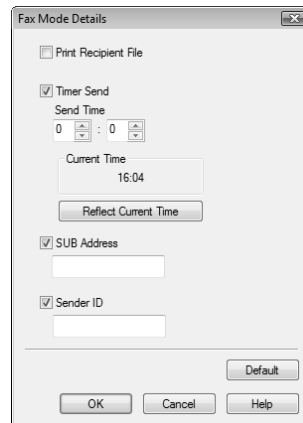 Fax Mode Details
Print Recipient File
Timer Send
Send Time
0 : 0
Current Time
16:04
Reflect Current Time
SUB Address
Sender ID
Default
OK Cancel Help